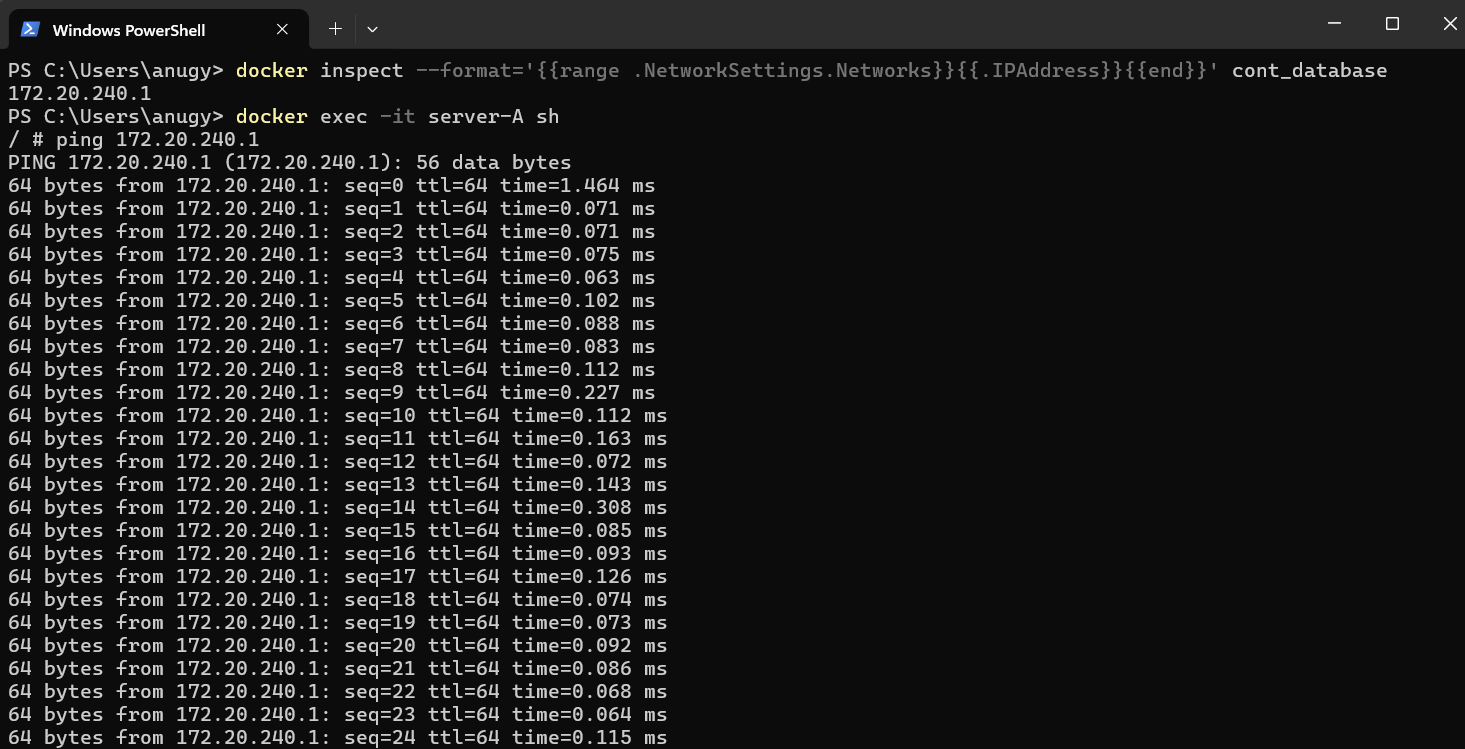 Windows PowerShell
PS C:\Users\anugy> docker inspect --format='{{range .NetworkSettings.Networks}}{{.IPAddress}}{{end}}' cont_database
172.20.240.1
PS C:\Users\anugy> docker exec -it server-A sh
/ # ping 172.20.240.1
PING 172.20.240.1 (172.20.240.1): 56 data bytes
64 bytes from 172.20.240.1: seq=0 ttl=64 time=1.464 ms
64 bytes from 172.20.240.1: seq=1 ttl=64 time=0.071 ms
64 bytes from 172.20.240.1: seq=2 ttl=64 time=0.071 ms
64 bytes from 172.20.240.1: seq=3 ttl=64 time=0.075 ms
64 bytes from 172.20.240.1: seq=4 ttl=64 time=0.063 ms
64 bytes from 172.20.240.1: seq=5 ttl=64 time=0.102 ms
64 bytes from 172.20.240.1: seq=6 ttl=64 time=0.088 ms
64 bytes from 172.20.240.1: seq=7 ttl=64 time=0.083 ms
64 bytes from 172.20.240.1: seq=8 ttl=64 time=0.112 ms
64 bytes from 172.20.240.1: seq=9 ttl=64 time=0.227 ms
64 bytes from 172.20.240.1: seq=10 ttl=64 time=0.112 ms
64 bytes from 172.20.240.1: seq=11 ttl=64 time=0.163 ms
64 bytes from 172.20.240.1: seq=12 ttl=64 time=0.072 ms
64 bytes from 172.20.240.1: seq=13 ttl=64 time=0.143 ms
64 bytes from 172.20.240.1: seq=14 ttl=64 time=0.308 ms
64 bytes from 172.20.240.1: seq=15 ttl=64 time=0.085 ms
64 bytes from 172.20.240.1: seq=16 ttl=64 time=0.093 ms
64 bytes from 172.20.240.1: seq=17 ttl=64 time=0.126 ms
64 bytes from 172.20.240.1: seq=18 ttl=64 time=0.074 ms
64 bytes from 172.20.240.1: seq=19 ttl=64 time=0.073 ms
64 bytes from 172.20.240.1: seq=20 ttl=64 time=0.092 ms
64 bytes from 172.20.240.1: seq=21 ttl=64 time=0.086 ms
64 bytes from 172.20.240.1: seq=22 ttl=64 time=0.068 ms
64 bytes from 172.20.240.1: seq=23 ttl=64 time=0.064 ms
64 bytes from 172.20.240.1: seq=24 ttl=64 time=0.115 ms